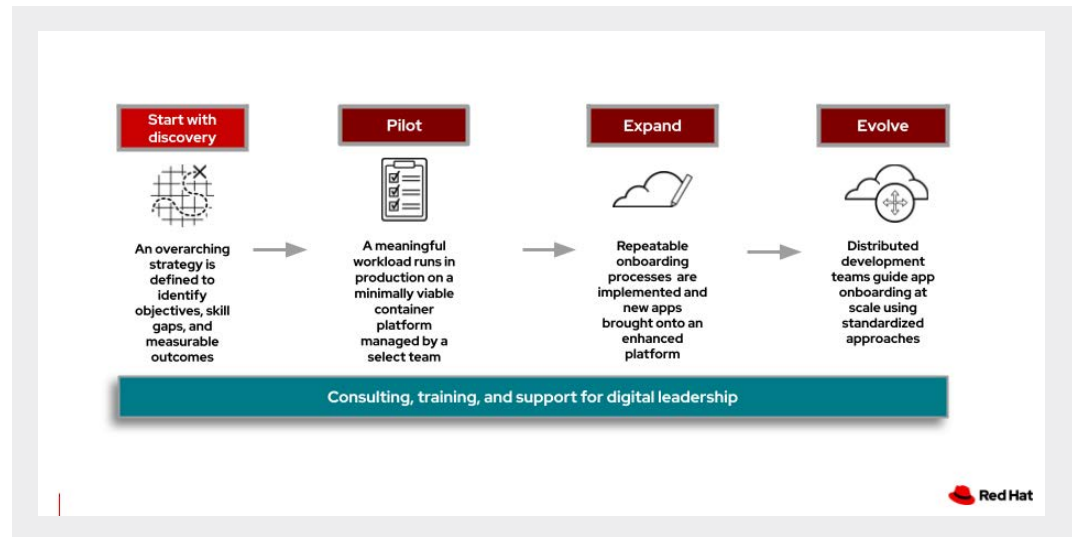 Start with
discovery
Pilot
Expand
Evolve
An overarching
strategy is
defined to
identify
objectives, skill
gaps, and
measurable
outcomes
A meaningful
workload runs in
production on a
minimally viable
container
platform
managed by a
select team
Repeatable
onboarding
processes are
implemented and
new apps
brought onto an
enhanced
platform
Distributed
development
teams guide app
onboarding at
scale using
standardized
approaches
Consulting, training, and support for digital leadership
Red Hat